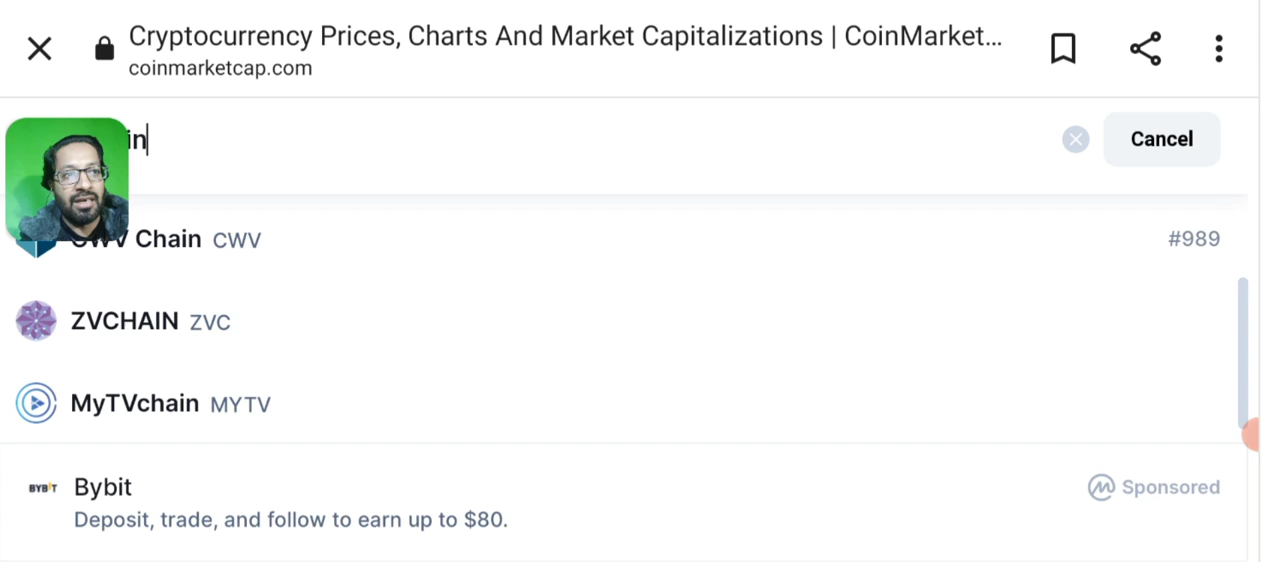 Cryptocurrency Prices, Charts And Market Capitalizations | CoinMarket...
coinmarketcap.com
in
Cancel
CWV Chain CWV
#989
ZVCHAIN ZVC
MyTVchain MYTV
BYBIT
Bybit
Sponsored
Deposit, trade, and follow to earn up to $80.